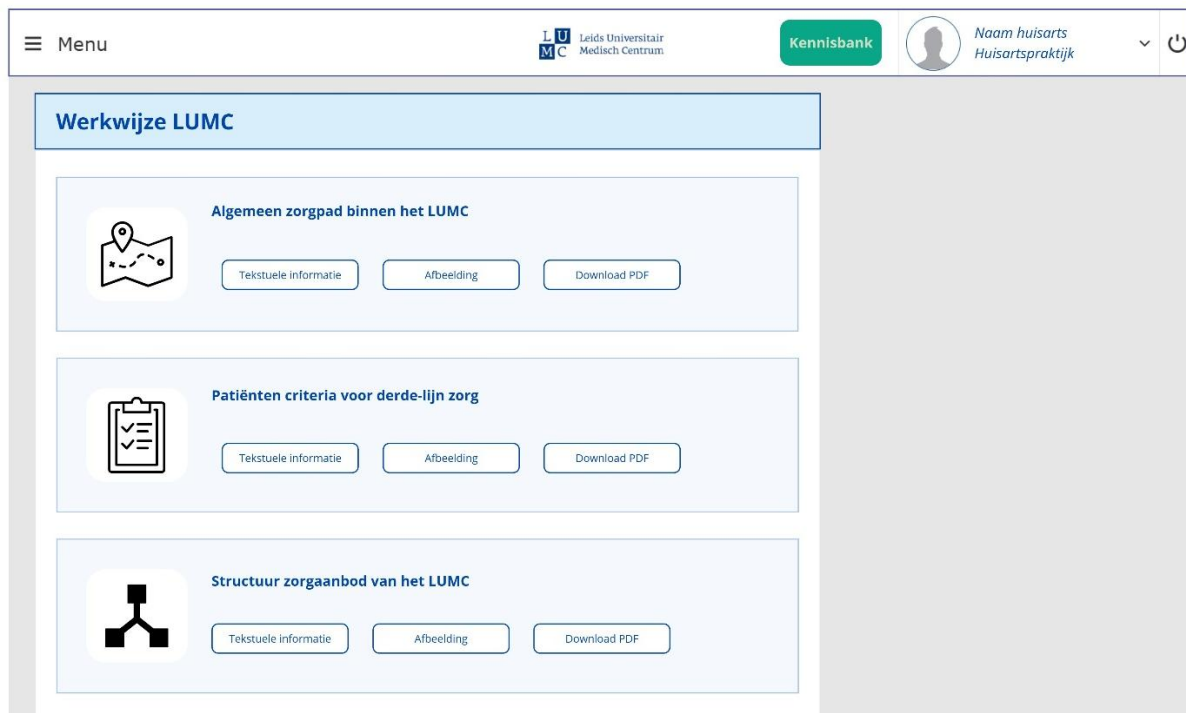 Menu
L U
M C
Leids Universitair
Medisch Centrum
Kennisbank
Naam huisarts
Huisartspraktijk
Werkwijze LUMC
Algemeen zorgpad binnen het LUMC
Tekstuele informatie Afbeelding Download PDF
Patiënten criteria voor derde-lijn zorg
Tekstuele informatie Afbeelding Download PDF
Structuur zorgaanbod van het LUMC
Tekstuele informatie Afbeelding Download PDF